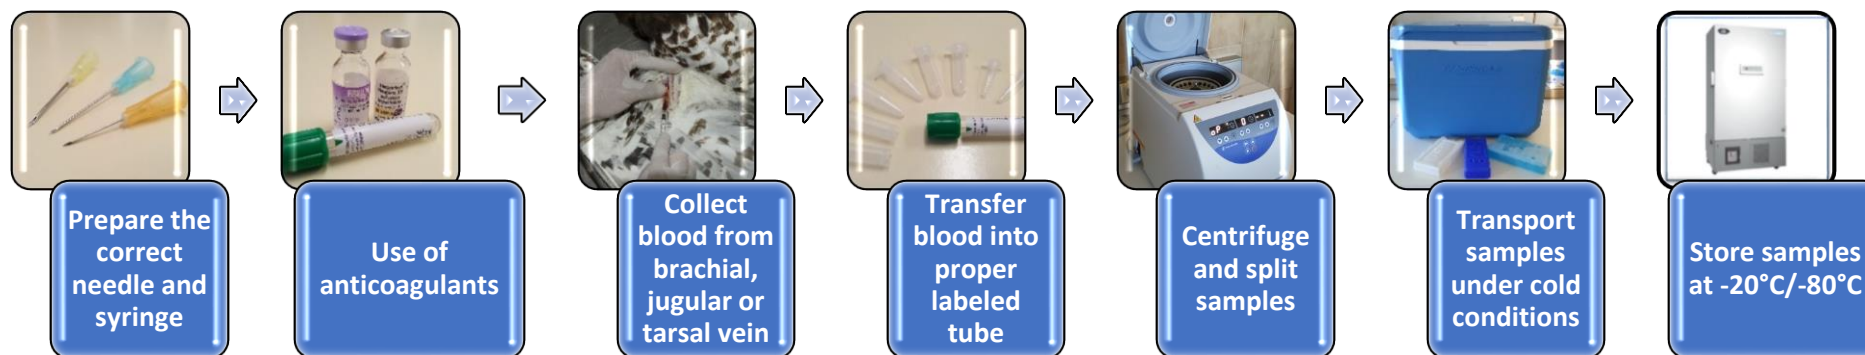 Prepare the
correct
needle and
syringe
Use of
anticoagulants
Collect
blood from
brachial,
jugular or
tarsal vein
Transfer
blood into
proper
labeled
tube
Centrifuge
and split
samples
Transport
samples
under cold
conditions
Store samples
at -20°C/-80°C